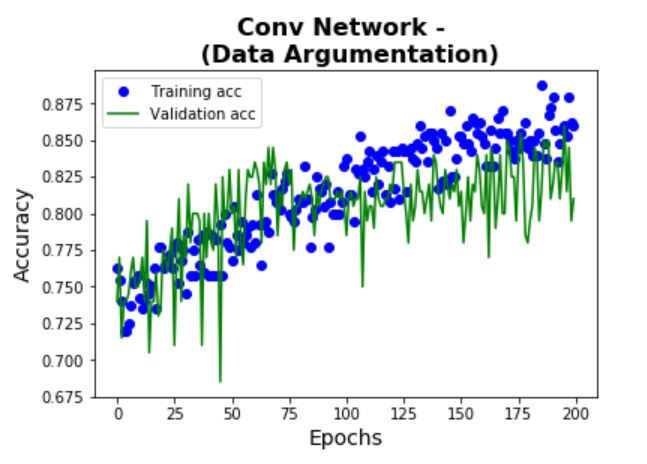 Conv Network -
(Data Argumentation)
Training acc
Validation acc
0.875
0.850
0.825
0.800
0.775
0.750
0.725
0.700
0.675
Accuracy
0 25 50 75 100 125 150 175 200
Epochs